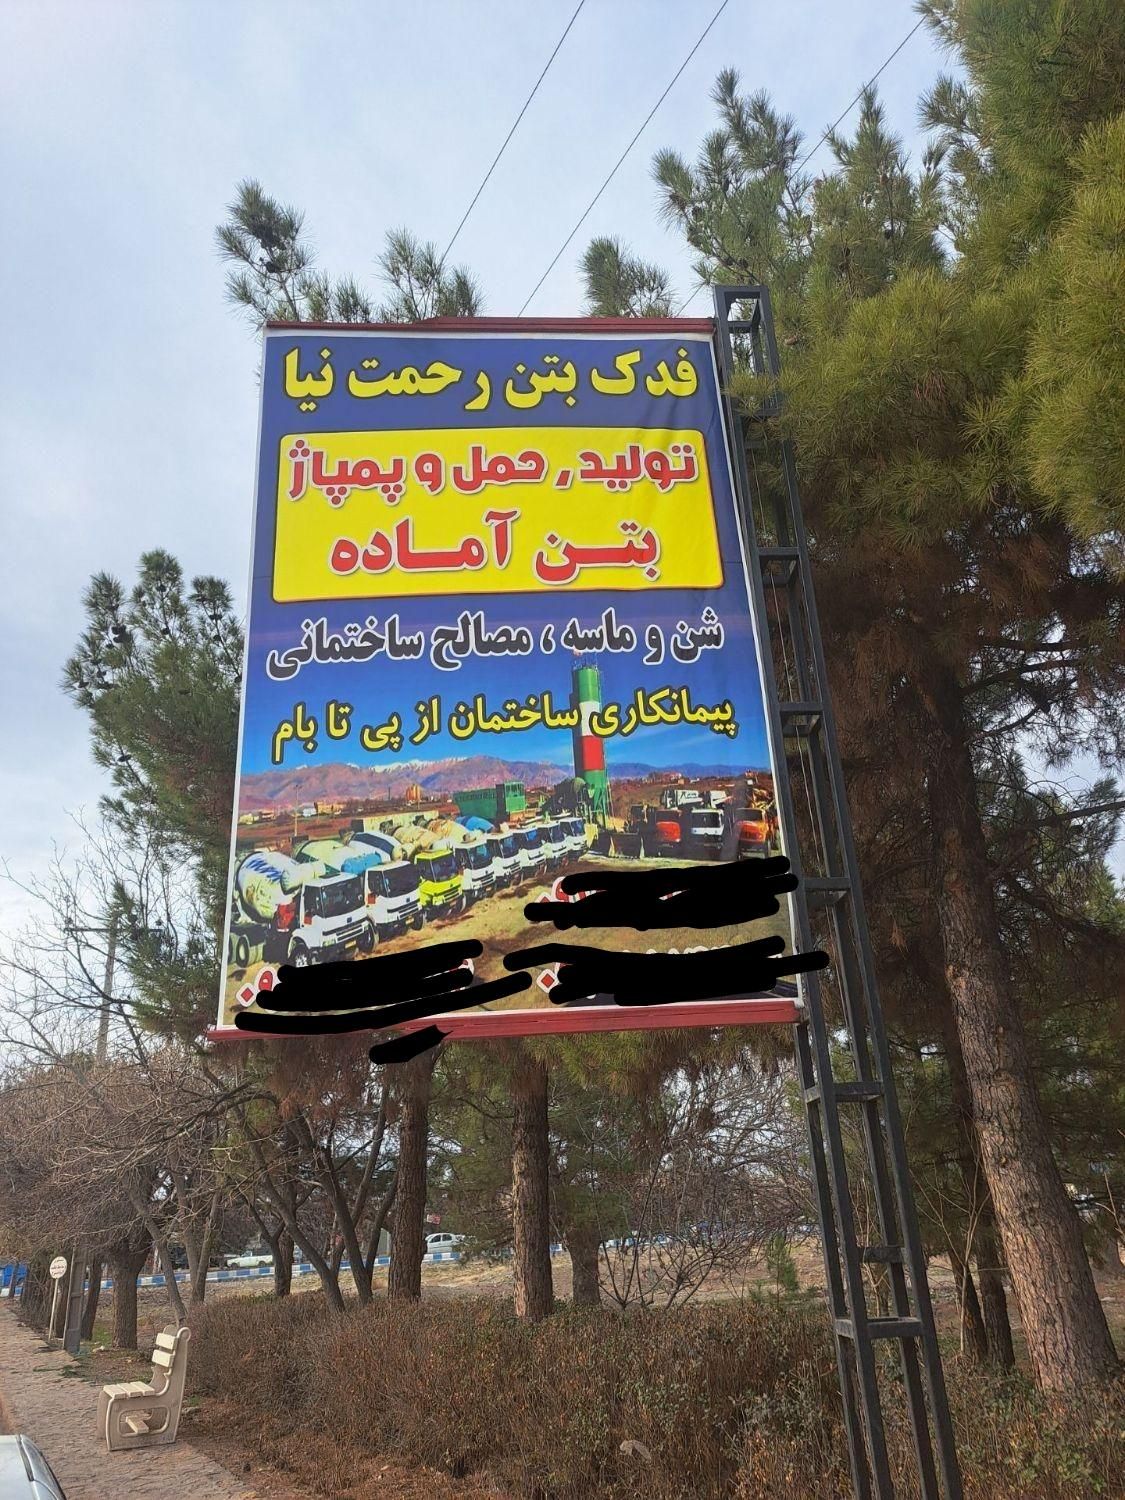 فدک بتن رحمت نیا
تولید, حمل و پمپاژ
بتن آماده
شن و ماسه ، مصالح ساختمانی
پیمانکاری ساختمان از پی تا بام